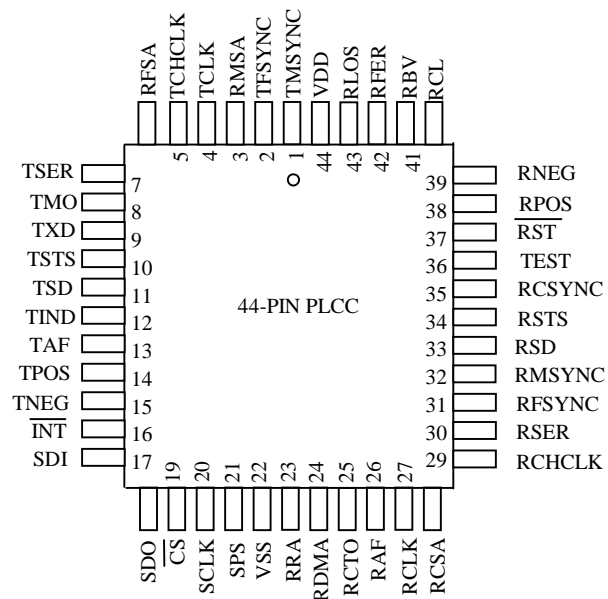 RFSA TCHCLK TCLK RMSA TFSYNC TMSYNC VDD RLOS RFER RBV RCL
5 4 3 2 1 44 43 42 41
TSER 7 39 RNEG
TMO 8 38 RPOS
TXD 9 37 RST
TSTS 10 36 TEST
TSD 11 35 RCSYNC
44-PIN PLCC
TIND 12 34 RSTS
TAF 13 33 RSD
TPOS 14 32 RMSYNC
TNEG 15 31 RFSYNC
INT 16 30 RSER
SDI 17 29 RCHCLK
19 20 21 22 23 24 25 26 27
SDO CS SCLK SPS VSS RRA RDMA RCTO RAF RCLK RCSA